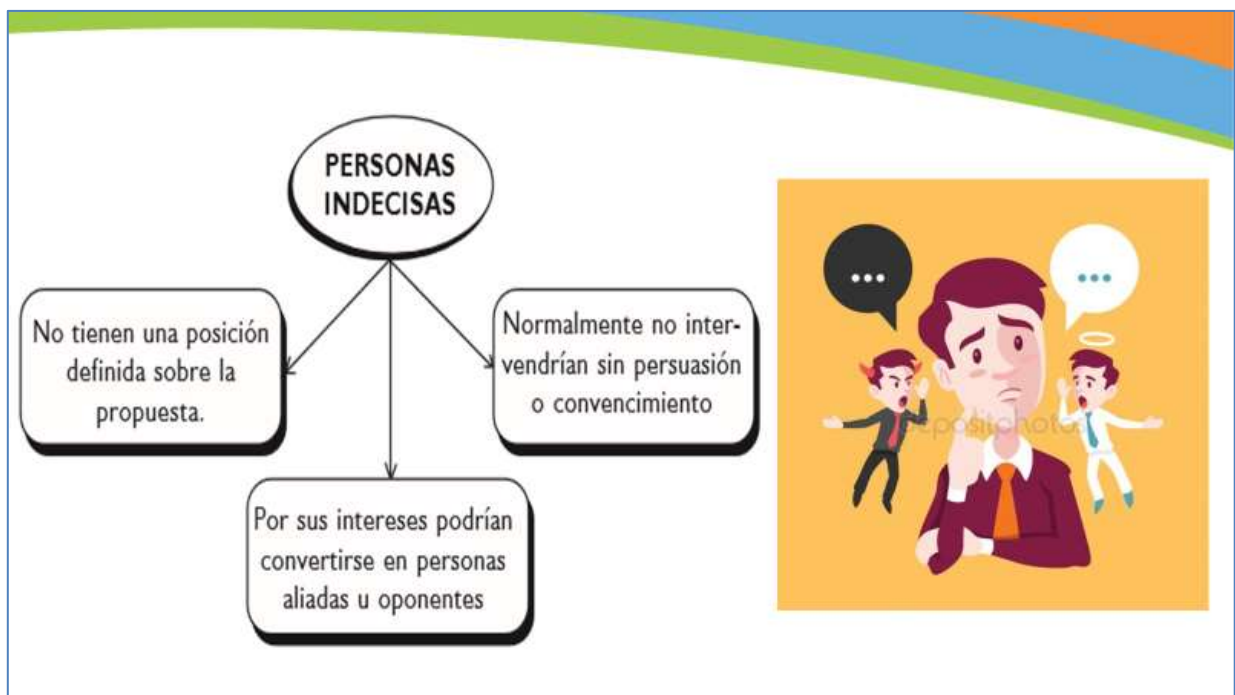 PERSONAS
INDECISAS
No tienen una posición
definida sobre la
propuesta.
Normalmente no inter-
vendrían sin persuasión
o convencimiento
Por sus intereses podrían
convertirse en personas
aliadas u oponentes
depositphotos